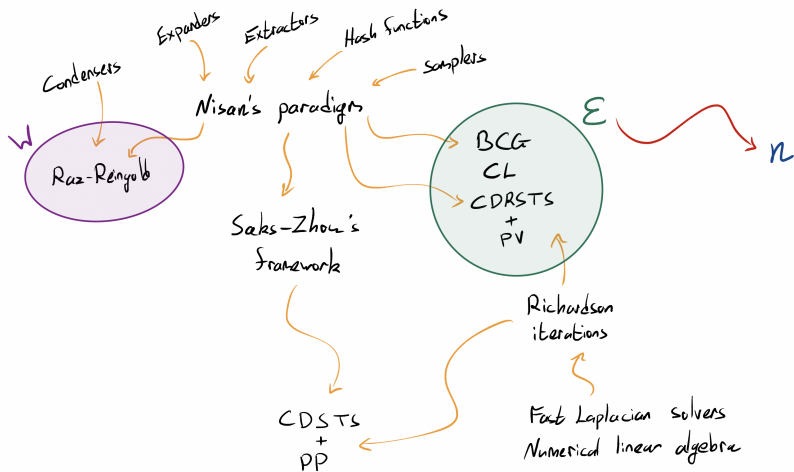 Expanders
Extractors
Hash functions
Samplers
Condensers
Nisan's paradigm
W
Raz-Reingold
ε
n
BCG
CL
CDRSTS
+
PV
Saks-Zhou's
framework
Richardson
iterations
CDSTS
+
PP
Fast Laplacian solvers
Numerical linear algebra